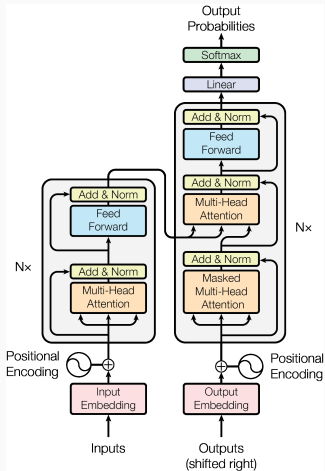 Output
Probabilities
Softmax
Linear
Add & Norm
Feed
Forward
Add & Norm
Multi-Head
Attention
Add & Norm
Masked
Multi-Head
Attention
N×
Positional
Encoding
Output
Embedding
Outputs
(shifted right)
Add & Norm
Feed
Forward
Add & Norm
Multi-Head
Attention
N×
Positional
Encoding
Input
Embedding
Inputs